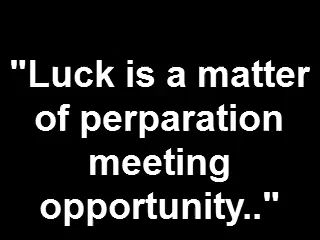 "Luck is a matter
of perparation
meeting
opportunity.."